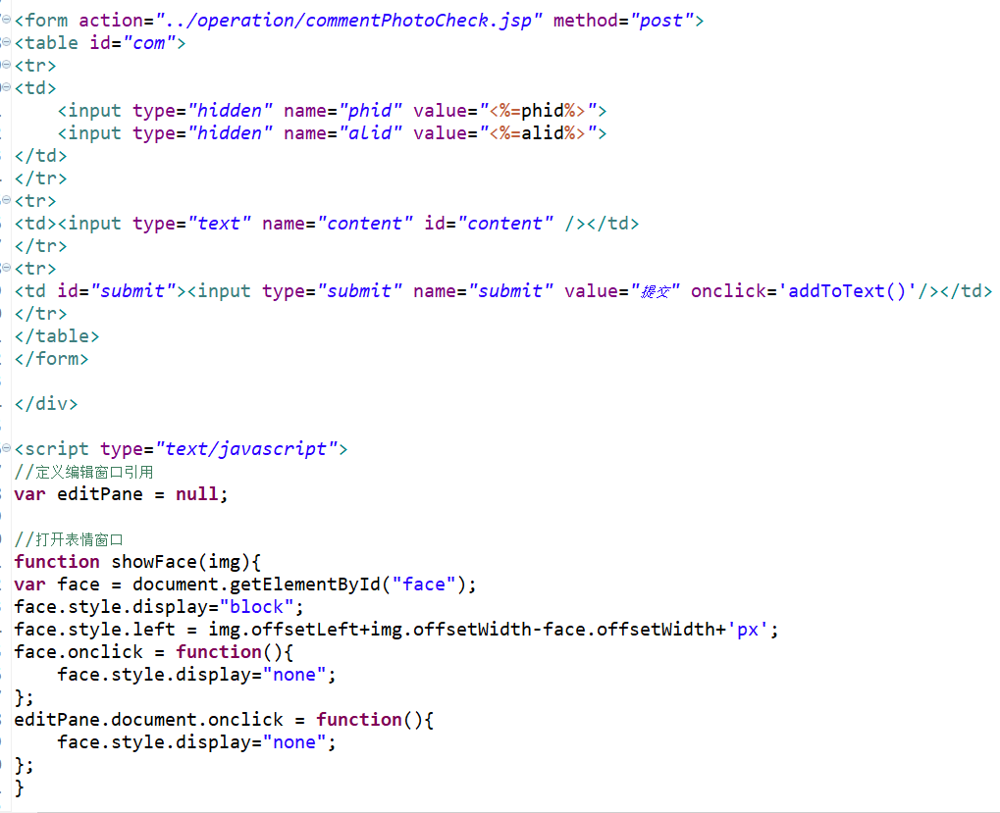 <form action="../operation/commentPhotoCheck.jsp" method="post">
<table id="com">
<tr>
<td>
    <input type="hidden" name="phid" value="<%=phid%>">
    <input type="hidden" name="alid" value="<%=alid%>">
</td>
</tr>
<tr>
<td><input type="text" name="content" id="content" /></td>
</tr>
<tr>
<td id="submit"><input type="submit" name="submit" value="提交" onclick='addToText()'/></td>
</tr>
</table>
</form>
</div>
<script type="text/javascript">
//定义编辑窗口引用
var editPane = null;
//打开表情窗口
function showFace(img){
var face = document.getElementById("face");
face.style.display="block";
face.style.left = img.offsetLeft+img.offsetWidth-face.offsetWidth+'px';
face.onclick = function(){
    face.style.display="none";
};
editPane.document.onclick = function(){
    face.style.display="none";
};
}